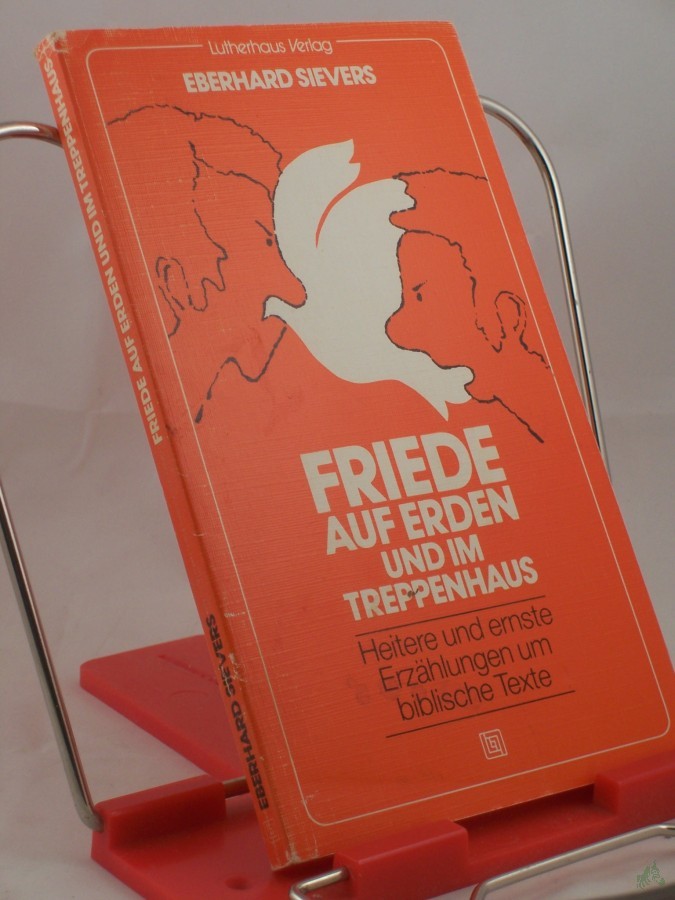 Lutherhaus Verlag
EBERHARD SIEVERS
FRIEDE
AUF ERDEN
UND IM
TREPPENHAUS
Heitere und ernste
Erzählungen um
biblische Texte
FRIEDE AUF ERDEN UND IM TREPPENHAUS
EBERHARD SIEVERS